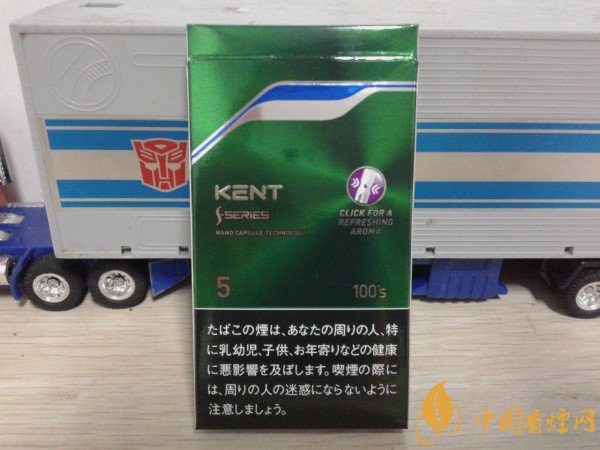 KENT
S-SERIES
NANO CAPSULE TECHNOLOGY
CLICK FOR A
REFRESHING
AROMA
5
100's
たばこの煙は、あなたの周りの人、特
に乳幼児、子供、お年寄りなどの健康
に悪影響を及ぼします。喫煙の際に
は、周りの人の迷惑にならないように
注意しましょう。
中国香烟网